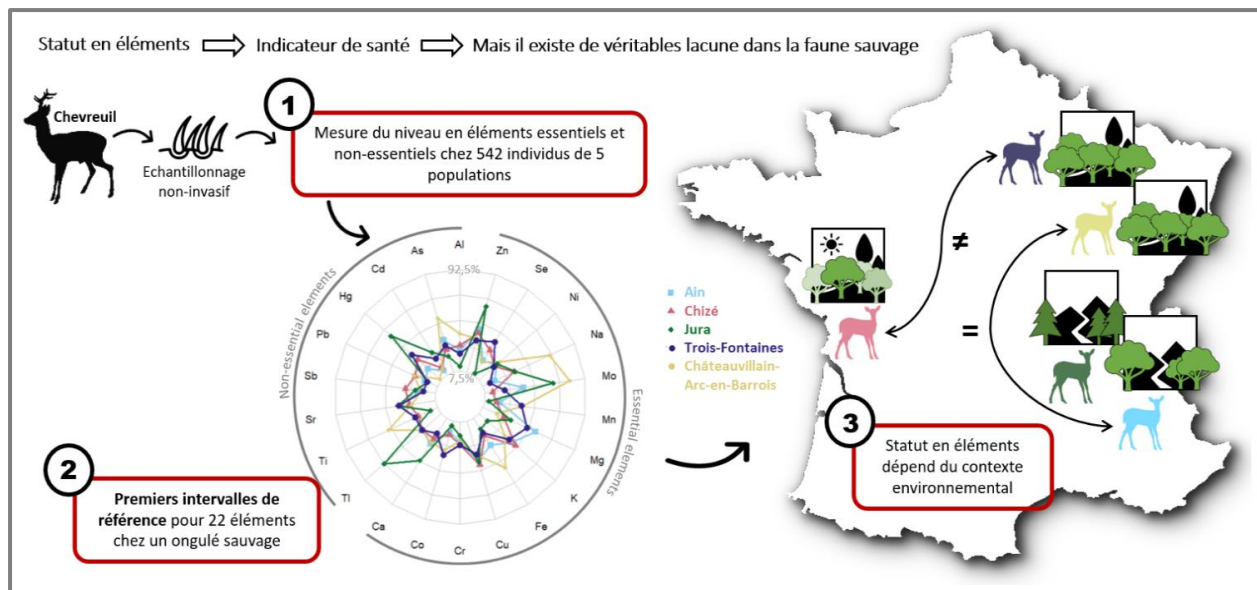 Statut en éléments Indicateur de santé Mais il existe de véritables lacune dans la faune sauvage
Chevreuil
Echantillonnage
non-invasif
1
Mesure du niveau en éléments essentiels et
non-essentiels chez 542 individus de 5
populations
Al
Zn
Se
Ni
Na
Mo
Mn
Mg
K
Fe
Cu
Cr
Co
Ca
Tl
Ti
Sr
Sb
Pb
Hg
Cd
As
92,5%
7,5%
Non-essential elements
Essential elements
Ain
Chizé
Jura
Trois-Fontaines
Châteauvillain-
Arc-en-Barrois
2
Premiers intervalles de
référence pour 22 éléments
chez un ongulé sauvage
≠
=
3
Statut en éléments
dépend du contexte
environnemental